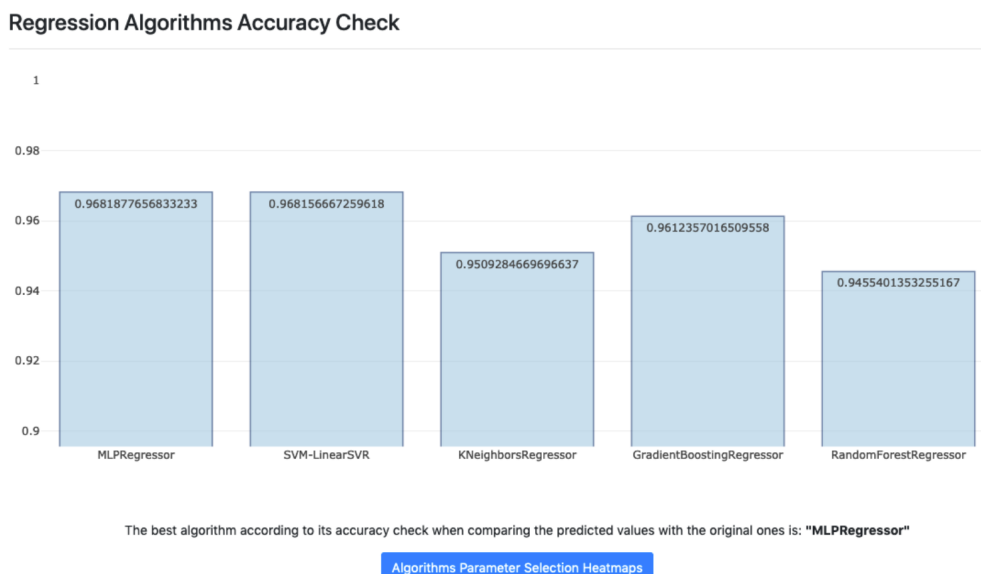 Regression Algorithms Accuracy Check
1
0.98
0.96
0.94
0.92
0.9
0.9681877656833233
0.968156667259618
0.9509284669696637
0.9612357016509558
0.9455401353255167
MLPRegressor
SVM-LinearSVR
KNeighborsRegressor
GradientBoostingRegressor
RandomForestRegressor
The best algorithm according to its accuracy check when comparing the predicted values with the original ones is: "MLPRegressor"
Algorithms Parameter Selection Heatmaps